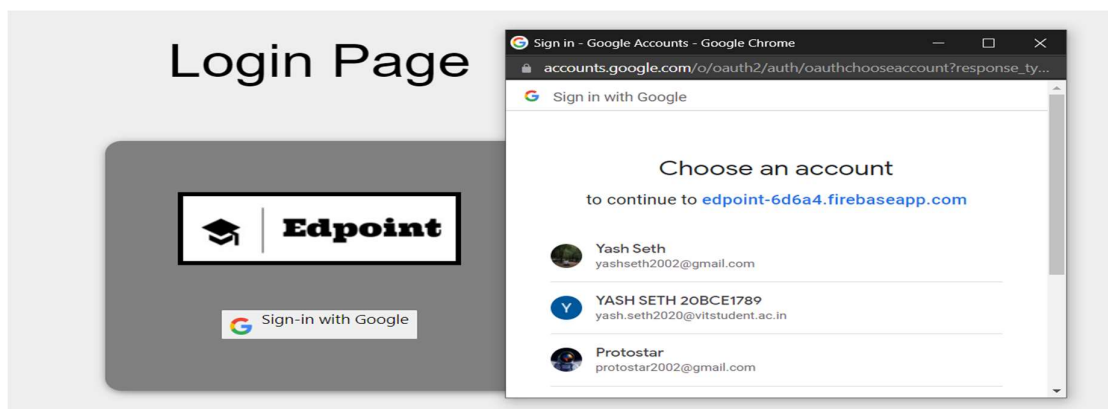 Login Page
Edpoint
Sign-in with Google
Sign in - Google Accounts - Google Chrome
accounts.google.com/o/oauth2/auth/oauthchooseaccount?response_ty...
G Sign in with Google
Choose an account
to continue to edpoint-6d6a4.firebaseapp.com
Yash Seth
yashseth2002@gmail.com
Y
YASH SETH 20BCE1789
yash.seth2020@vitstudent.ac.in
Protostar
protostar2002@gmail.com